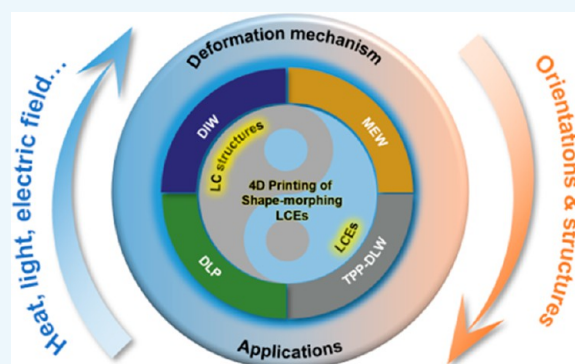 Deformation mechanism
Heat, light, electric field...
Orientations & structures
DIW
MEW
LC structures
4D Printing of
Shape-morphing
LCEs
LCEs
DLP
TPP-DLW
Applications